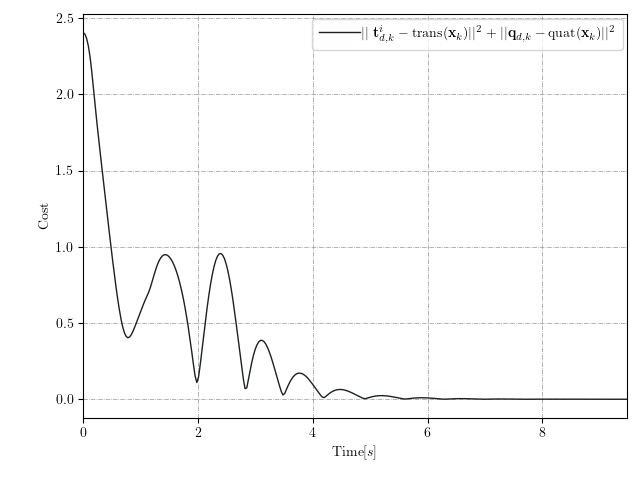 || t^i_{d,k} − trans(x_k)||² + ||q_{d,k} − quat(x_k)||²
2.5
2.0
1.5
1.0
0.5
0.0
Cost
0 2 4 6 8
Time[s]